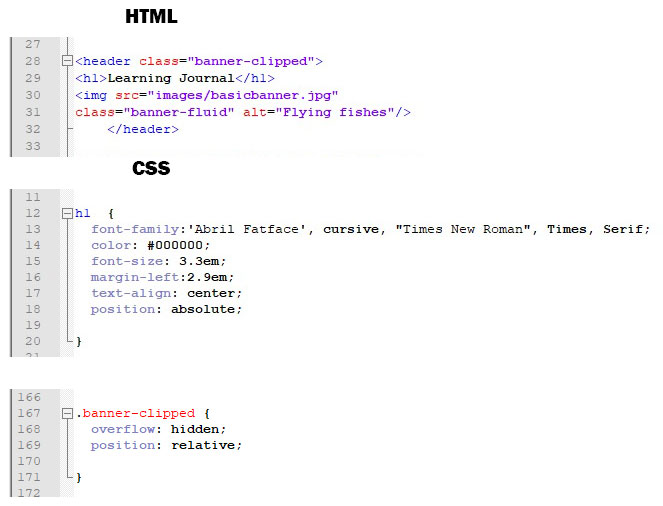 HTML
27
28 <header class="banner-clipped">
29 <h1>Learning Journal</h1>
30 <img src="images/basicbanner.jpg"
31 class="banner-fluid" alt="Flying fishes"/>
32 </header>
33
CSS
11
12 h1 {
13 font-family:'Abril Fatface', cursive, "Times New Roman", Times, Serif;
14 color: #000000;
15 font-size: 3.3em;
16 margin-left:2.9em;
17 text-align: center;
18 position: absolute;
19
20 }
21
166
167 .banner-clipped {
168 overflow: hidden;
169 position: relative;
170
171 }
172